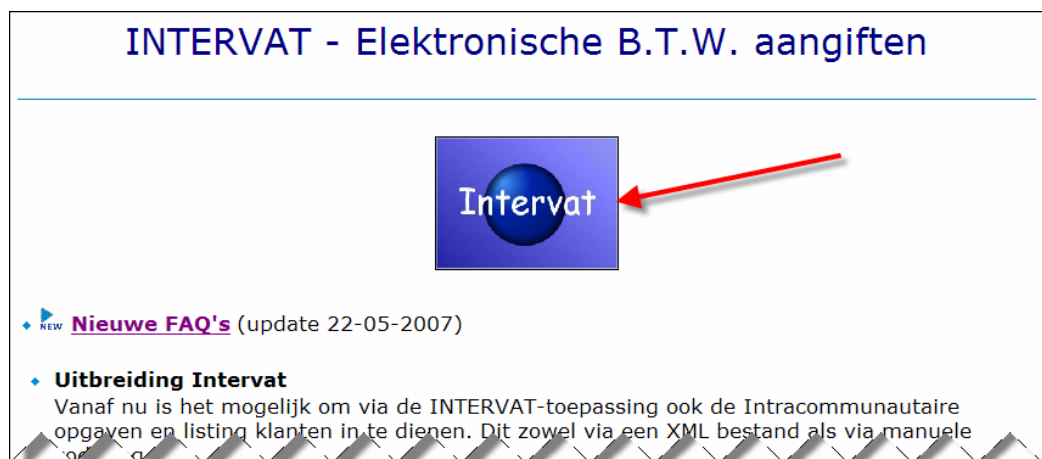 INTERVAT - Elektronische B.T.W. aangiften
Intervat
NEW Nieuwe FAQ's (update 22-05-2007)
Uitbreiding Intervat
Vanaf nu is het mogelijk om via de INTERVAT-toepassing ook de Intracommunautaire
opgaven en listing klanten in te dienen. Dit zowel via een XML bestand als via manuele